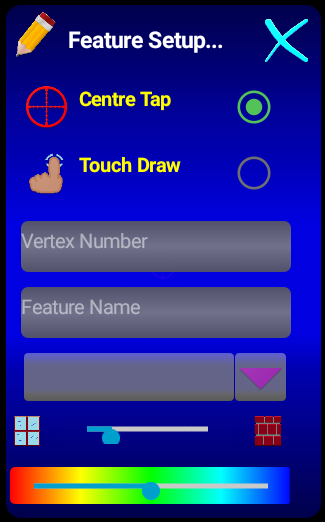 Feature Setup...
Centre Tap
Touch Draw
Vertex Number
Feature Name